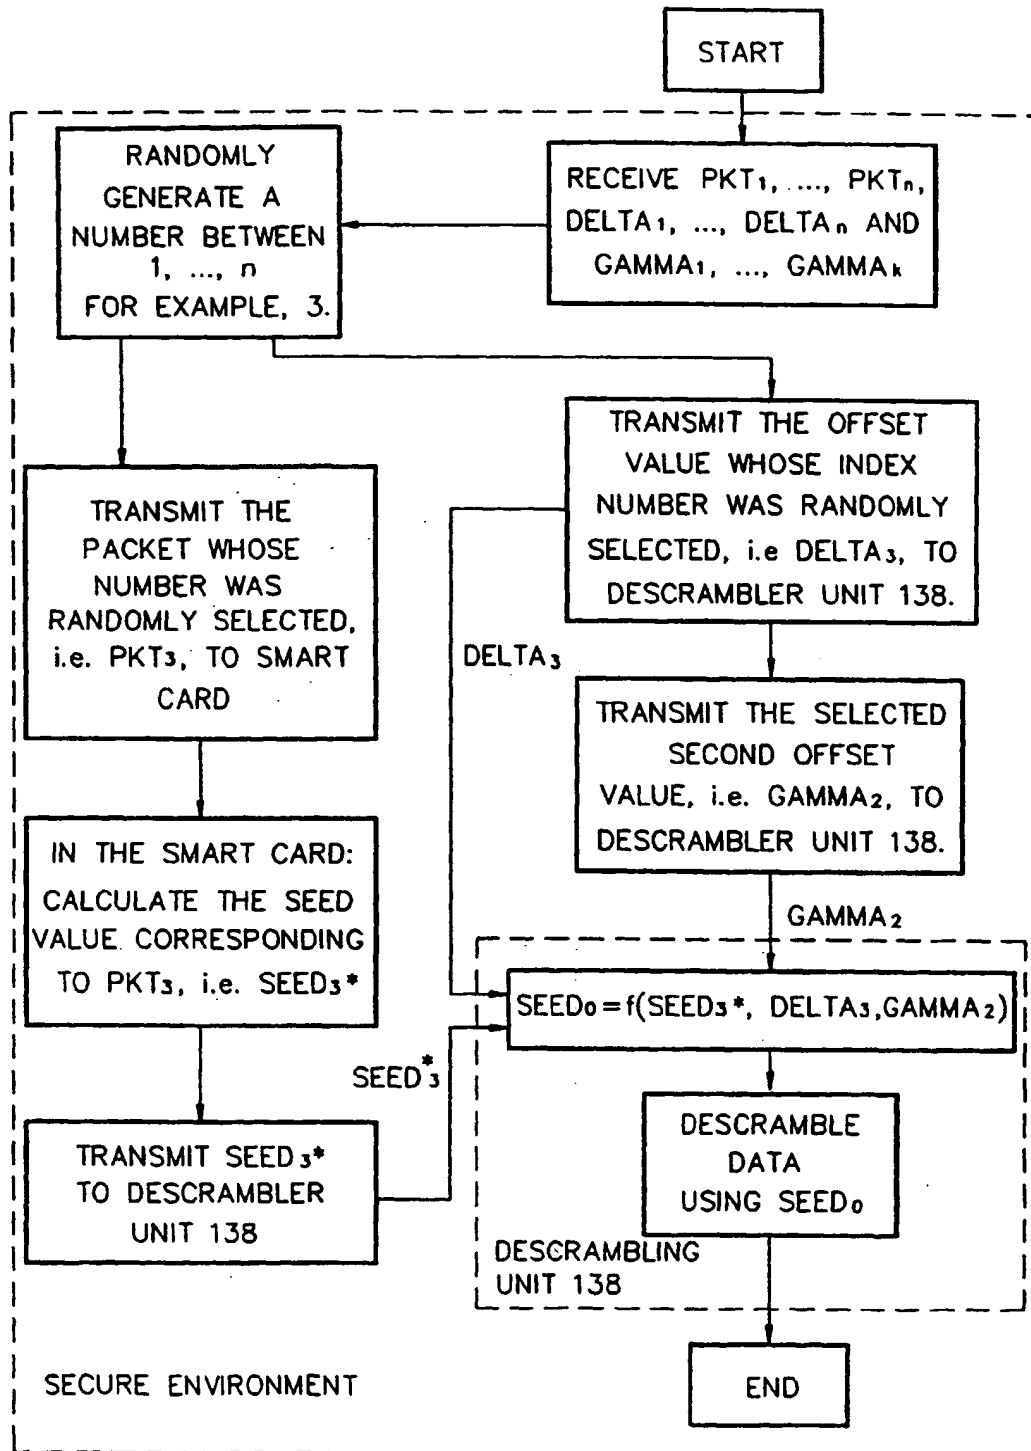 START
RECEIVE PKT₁, ..., PKTₙ,
DELTA₁, ..., DELTAₙ AND
GAMMA₁, ..., GAMMAₖ
RANDOMLY
GENERATE A
NUMBER BETWEEN
1, ..., n
FOR EXAMPLE, 3.
TRANSMIT THE OFFSET
VALUE WHOSE INDEX
NUMBER WAS RANDOMLY
SELECTED, i.e DELTA₃, TO
DESCRAMBLER UNIT 138.
TRANSMIT THE
PACKET WHOSE
NUMBER WAS
RANDOMLY SELECTED,
i.e. PKT₃, TO SMART
CARD
DELTA₃
TRANSMIT THE SELECTED
SECOND OFFSET
VALUE, i.e. GAMMA₂, TO
DESCRAMBLER UNIT 138.
IN THE SMART CARD:
CALCULATE THE SEED
VALUE CORRESPONDING
TO PKT₃, i.e. SEED₃*
GAMMA₂
SEED₀=f(SEED₃*, DELTA₃,GAMMA₂)
SEED₃*
TRANSMIT SEED₃*
TO DESCRAMBLER
UNIT 138
DESCRAMBLE
DATA
USING SEED₀
DESCRAMBLING
UNIT 138
END
SECURE ENVIRONMENT